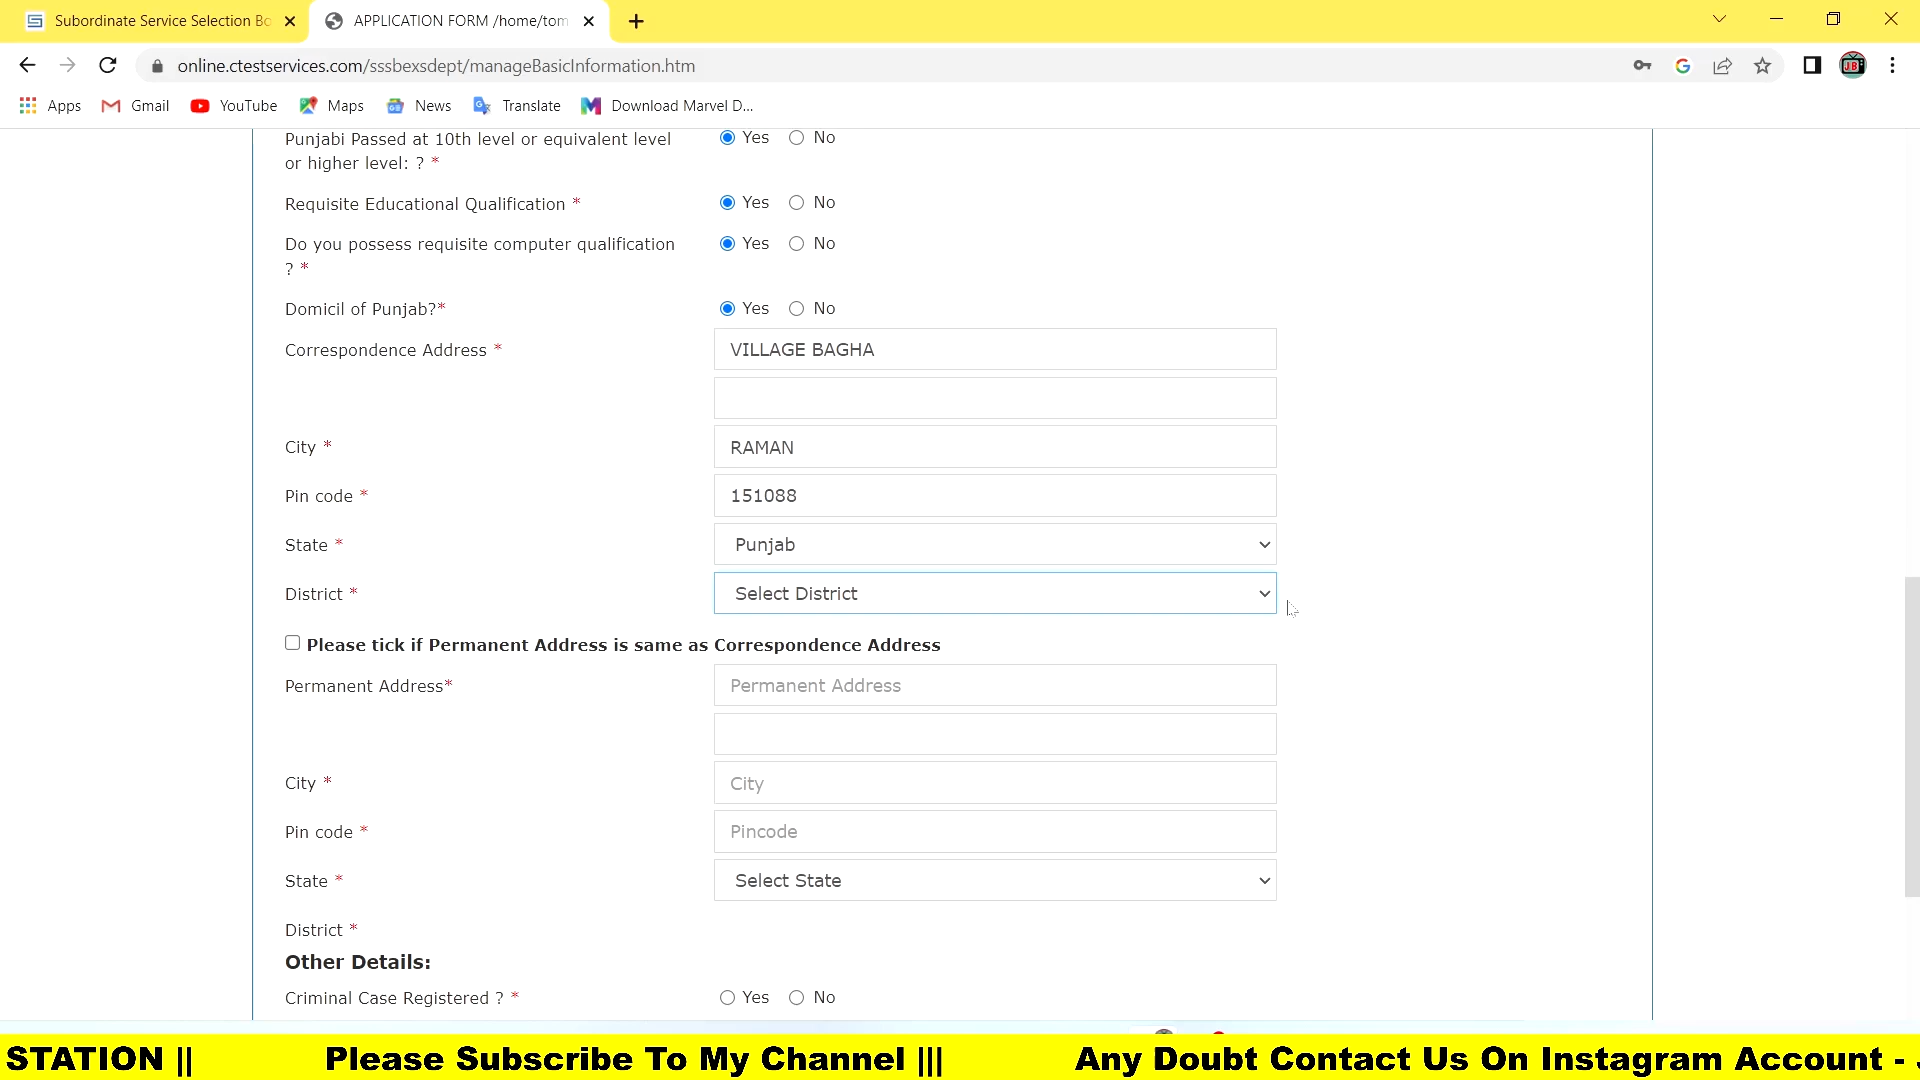 Subordinate Service Selection Bo
APPLICATION FORM /home/tom
online.ctestservices.com/sssbexsdept/manageBasicInformation.htm
Apps
Gmail
YouTube
Maps
News
Translate
Download Marvel D...
Punjabi Passed at 10th level or equivalent level
or higher level: ? *
Yes No
Requisite Educational Qualification *
Yes No
Do you possess requisite computer qualification
? *
Yes No
Domicil of Punjab?*
Yes No
Correspondence Address *
VILLAGE BAGHA
City *
RAMAN
Pin code *
151088
State *
Punjab
District *
Select District
Please tick if Permanent Address is same as Correspondence Address
Permanent Address*
Permanent Address
City *
City
Pin code *
Pincode
State *
Select State
District *
Other Details:
Criminal Case Registered ? *
Yes No
STATION || Please Subscribe To My Channel ||| Any Doubt Contact Us On Instagram Account -